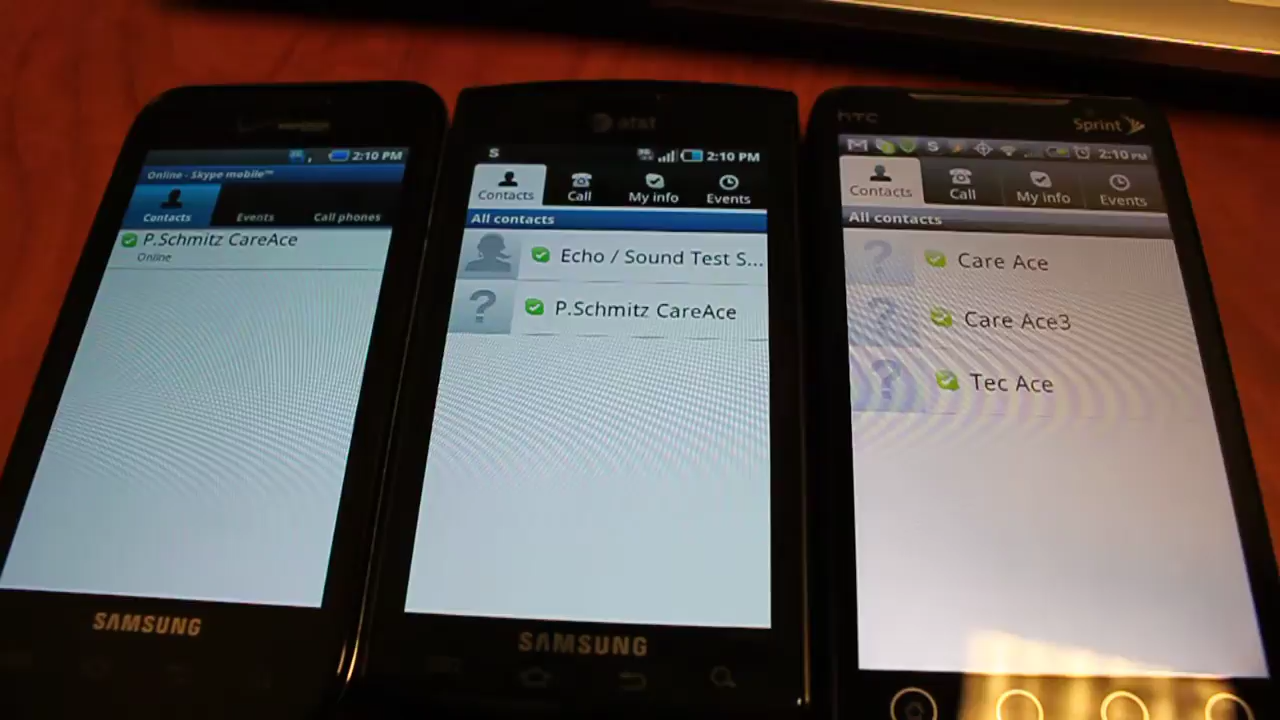 verizon
2:10 PM
Online - Skype mobile™
Contacts Events Call phones
P.Schmitz CareAce
Online
SAMSUNG
at&t
S 2:10 PM
Contacts Call My info Events
All contacts
Echo / Sound Test S...
? P.Schmitz CareAce
SAMSUNG
hTC Sprint
S 2:10 PM
Contacts Call My info Events
All contacts
? Care Ace
? Care Ace3
? Tec Ace